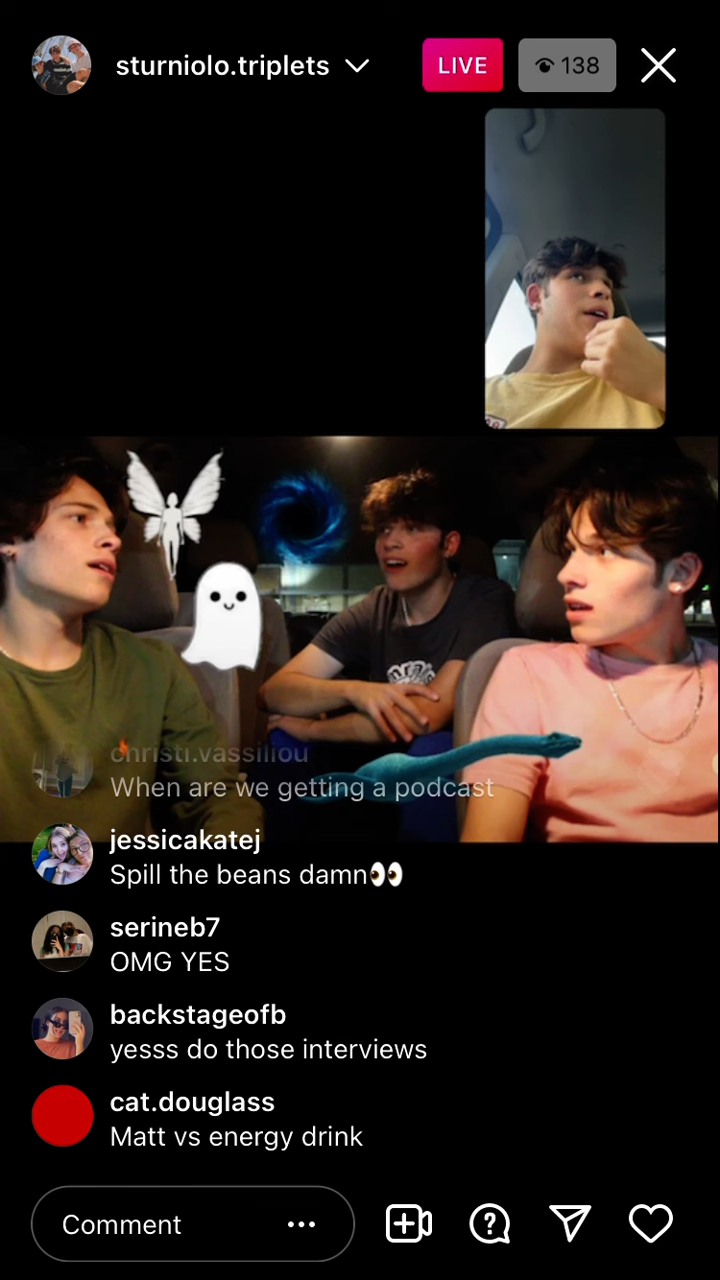 sturniolo.triplets
LIVE
138
christi.vassiliou
When are we getting a podcast
jessicakatej
Spill the beans damn👀
serineb7
OMG YES
backstageofb
yesss do those interviews
cat.douglass
Matt vs energy drink
Comment